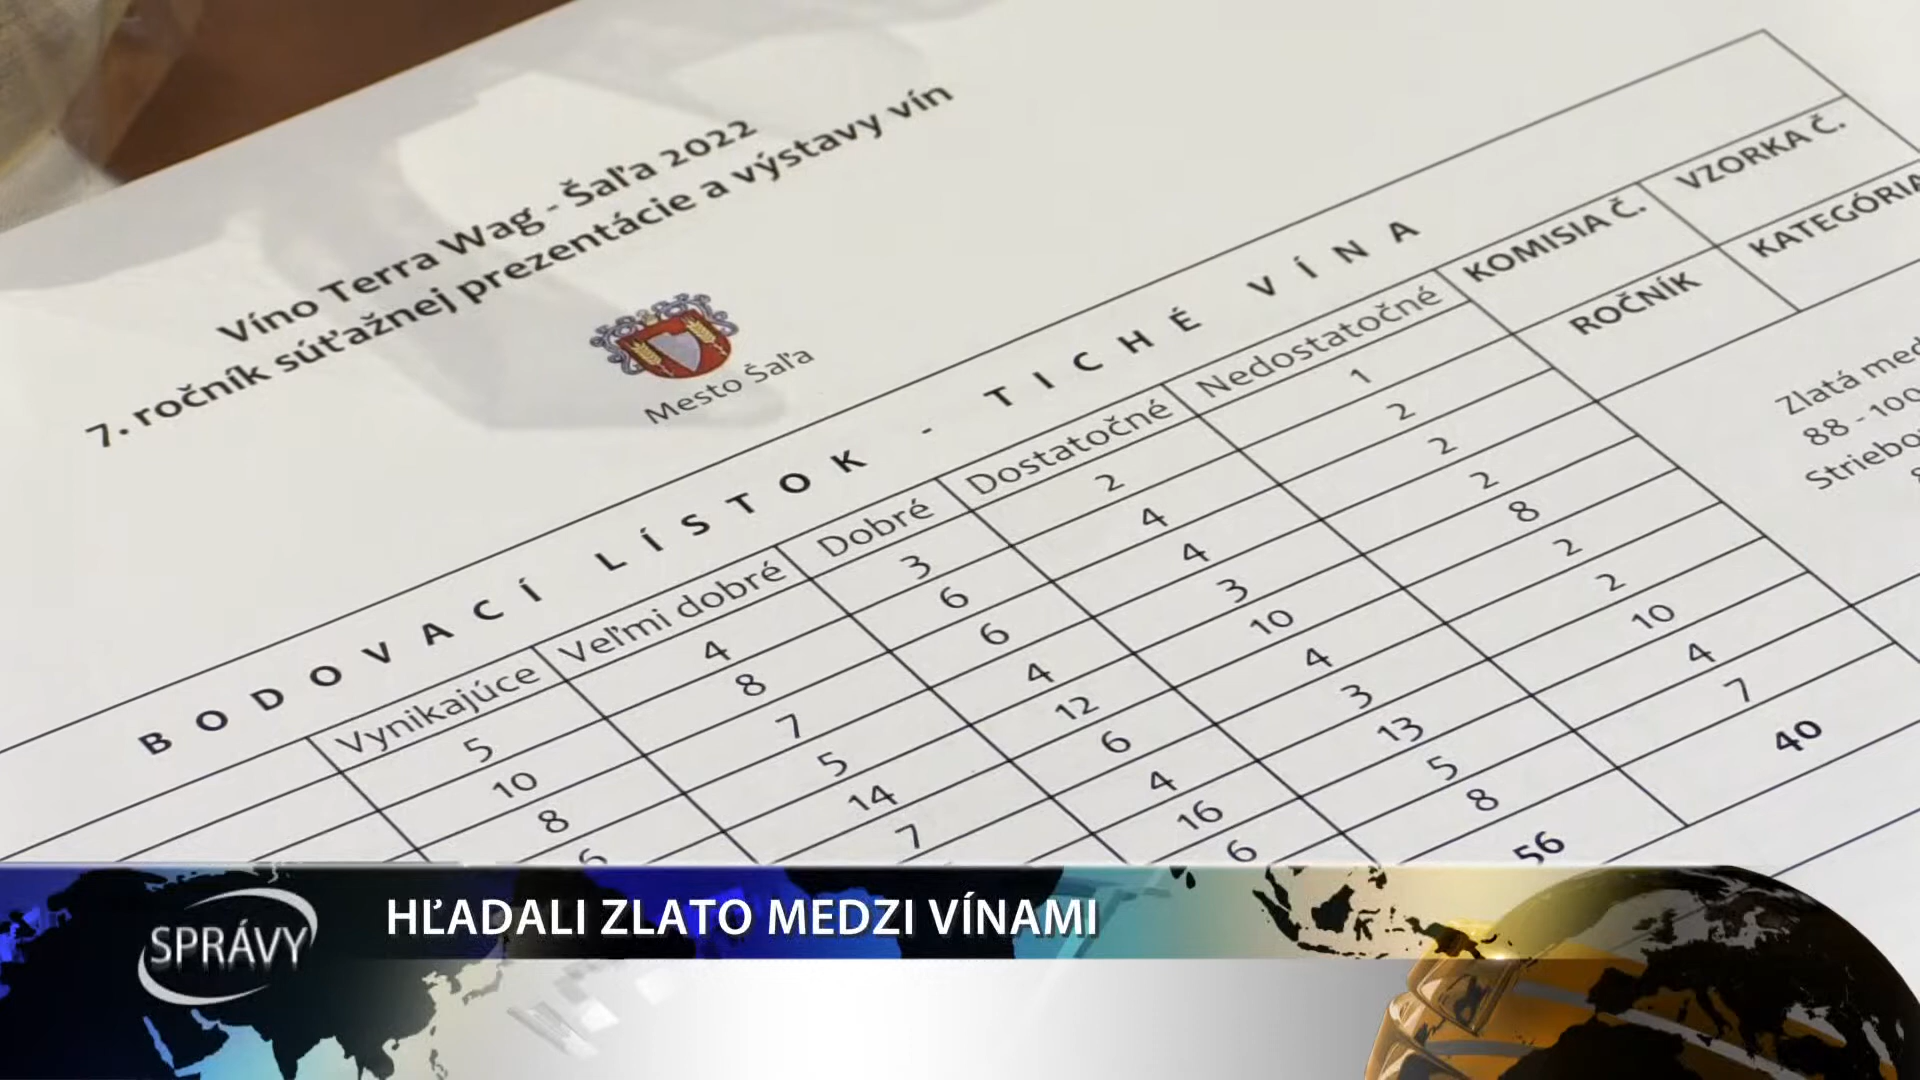 Víno Terra Wag - Šaľa 2022
7. ročník súťažnej prezentácie a výstavy vín
Mesto Šaľa
BODOVACÍ LÍSTOK - TICHÉ VÍNA
KOMISIA Č. VZORKA Č.
ROČNÍK KATEGÓRIA
Vynikajúce Veľmi dobré Dobré Dostatočné Nedostatočné
5 4 3 2 1
10 8 6 4 2
8 7 6 4 2
6 5 4 3 2
14 12 10 8
7 6 4 2
4 3 2
16 13 10
6 5 4
8 7
56 40
Zlatá
88 - 100
SPRÁVY
HĽADALI ZLATO MEDZI VÍNAMI